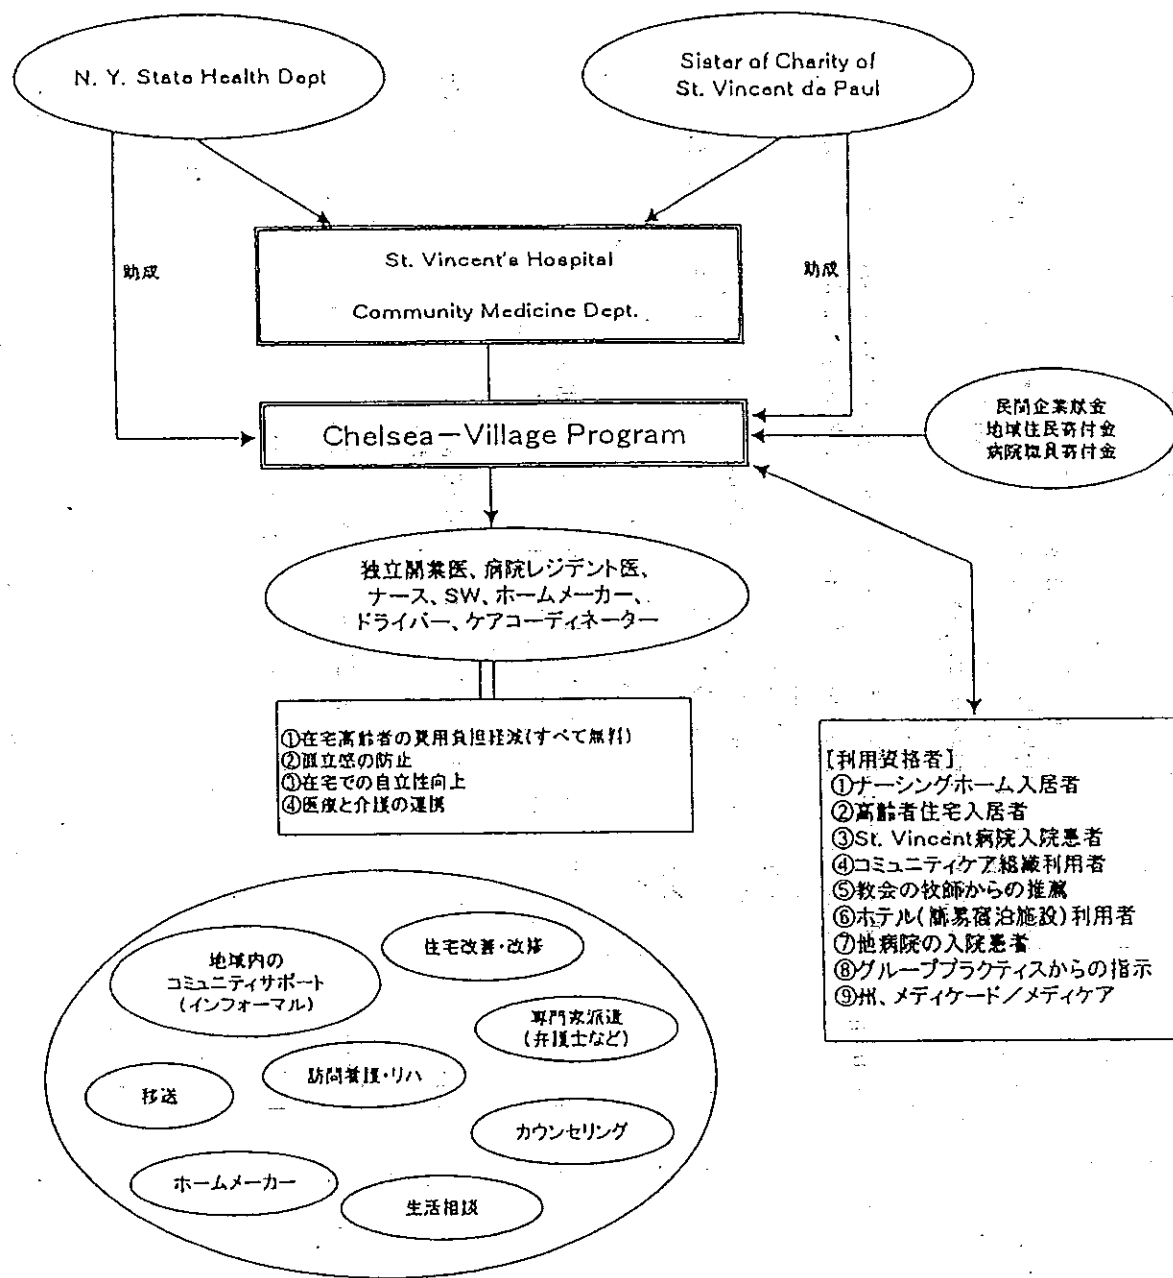 N. Y. State Health Dept
Sister of Charity of
St. Vincent de Paul
St. Vincent's Hospital
Community Medicine Dept.
助成
助成
Chelsea－Village Program
民間企業献金
地域住民寄付金
病院職員寄付金
独立開業医、病院レジデント医、
ナース、SW、ホームメーカー、
ドライバー、ケアコーディネーター
①在宅高齢者の費用負担軽減(すべて無料)
②孤立感の防止
③在宅での自立性向上
④医療と介護の連携
【利用資格者】
①ナーシングホーム入居者
②高齢者住宅入居者
③St. Vincent病院入院患者
④コミュニティケア組織利用者
⑤教会の牧師からの推薦
⑥ホテル(簡易宿泊施設)利用者
⑦他病院の入院患者
⑧グループプラクティスからの指示
⑨州、メディケード／メディケア
地域内の
コミュニティサポート
(インフォーマル)
住宅改善・改修
専門家派遣
(弁護士など)
訪問看護・リハ
移送
カウンセリング
ホームメーカー
生活相談